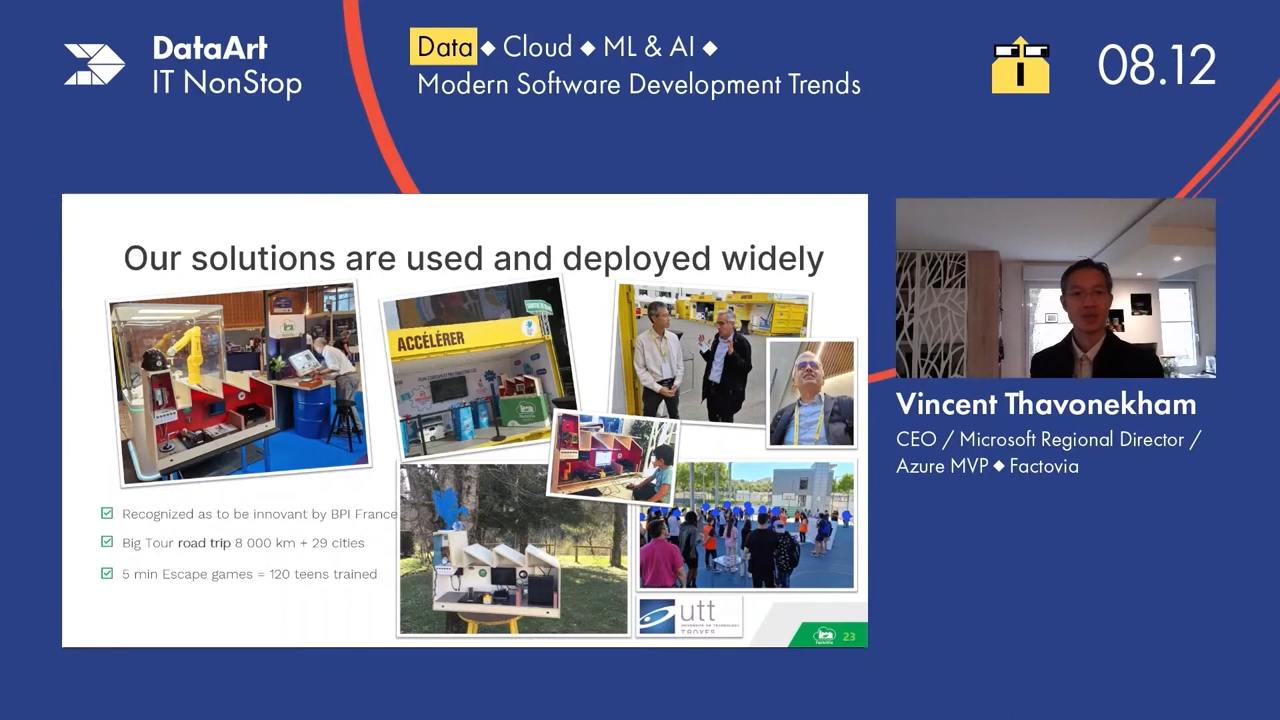 DataArt
IT NonStop
Data ◆ Cloud ◆ ML & AI ◆
Modern Software Development Trends
08.12
Our solutions are used and deployed widely
ACCÉLÉRER
Recognized as to be innovant by BPI France
Big Tour road trip 8 000 km + 29 cities
5 min Escape games = 120 teens trained
utt
UNIVERSITÉ DE TECHNOLOGIE
TROYES
factovia
23
Vincent Thavonekham
CEO / Microsoft Regional Director /
Azure MVP ◆ Factovia